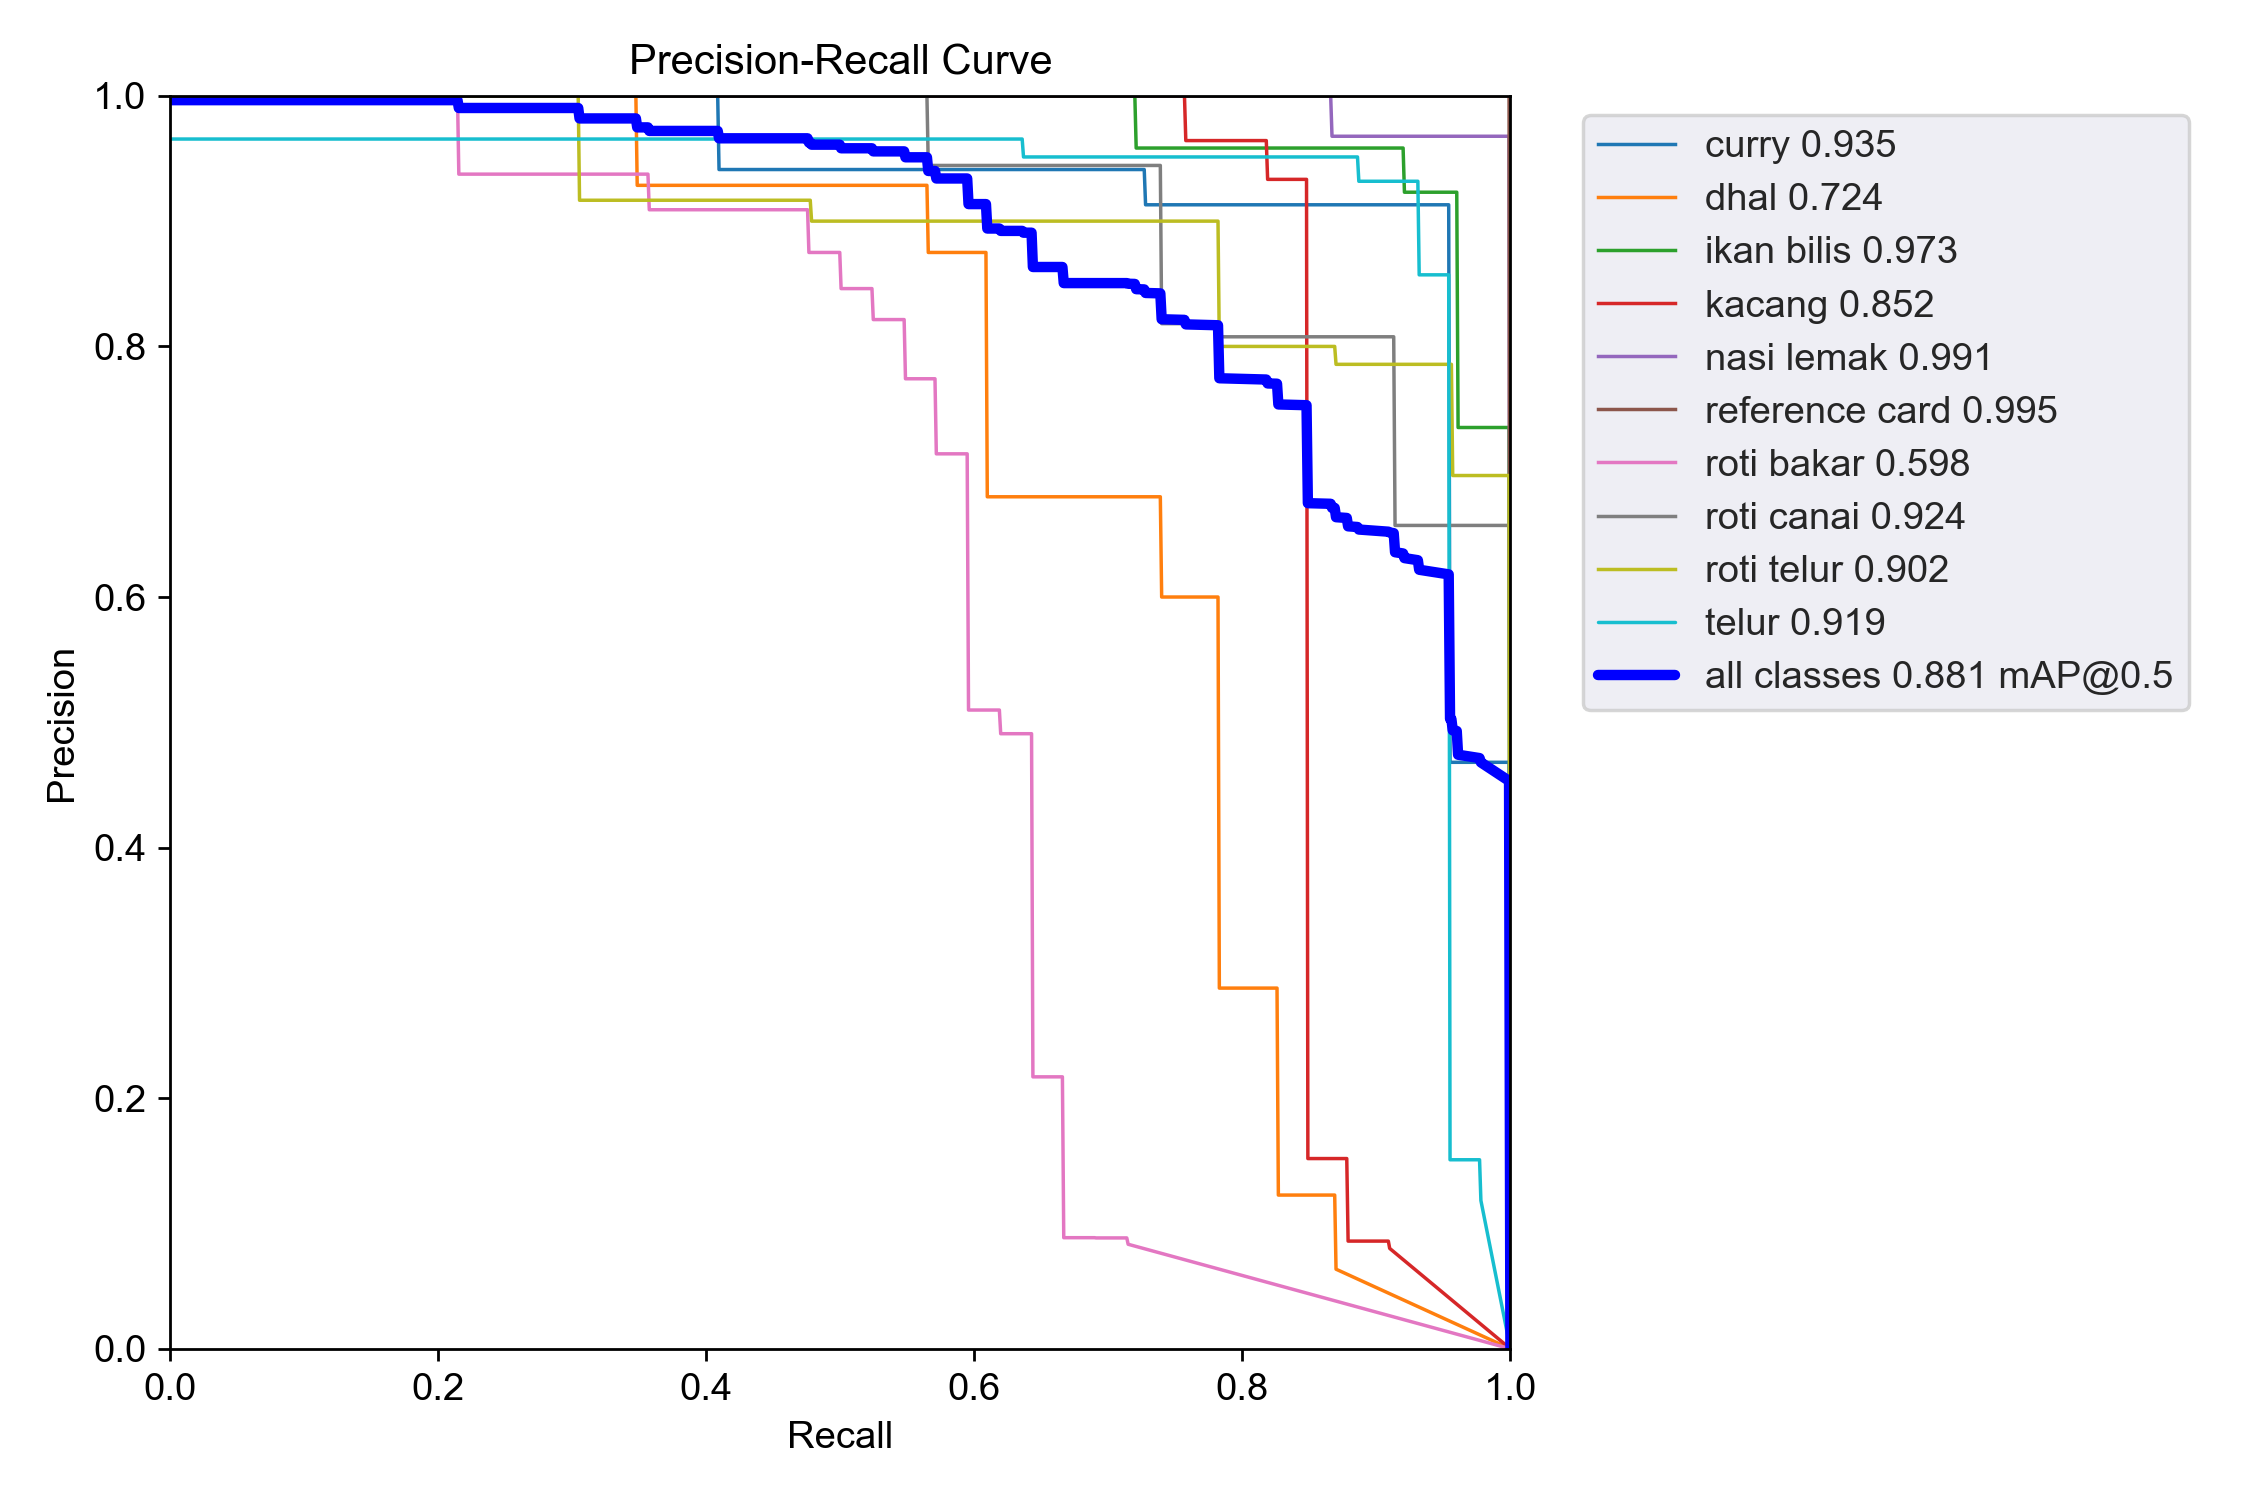 Precision-Recall Curve
1.0
0.8
0.6
0.4
0.2
0.0
Precision
0.0 0.2 0.4 0.6 0.8 1.0
Recall
curry 0.935
dhal 0.724
ikan bilis 0.973
kacang 0.852
nasi lemak 0.991
reference card 0.995
roti bakar 0.598
roti canai 0.924
roti telur 0.902
telur 0.919
all classes 0.881 mAP@0.5